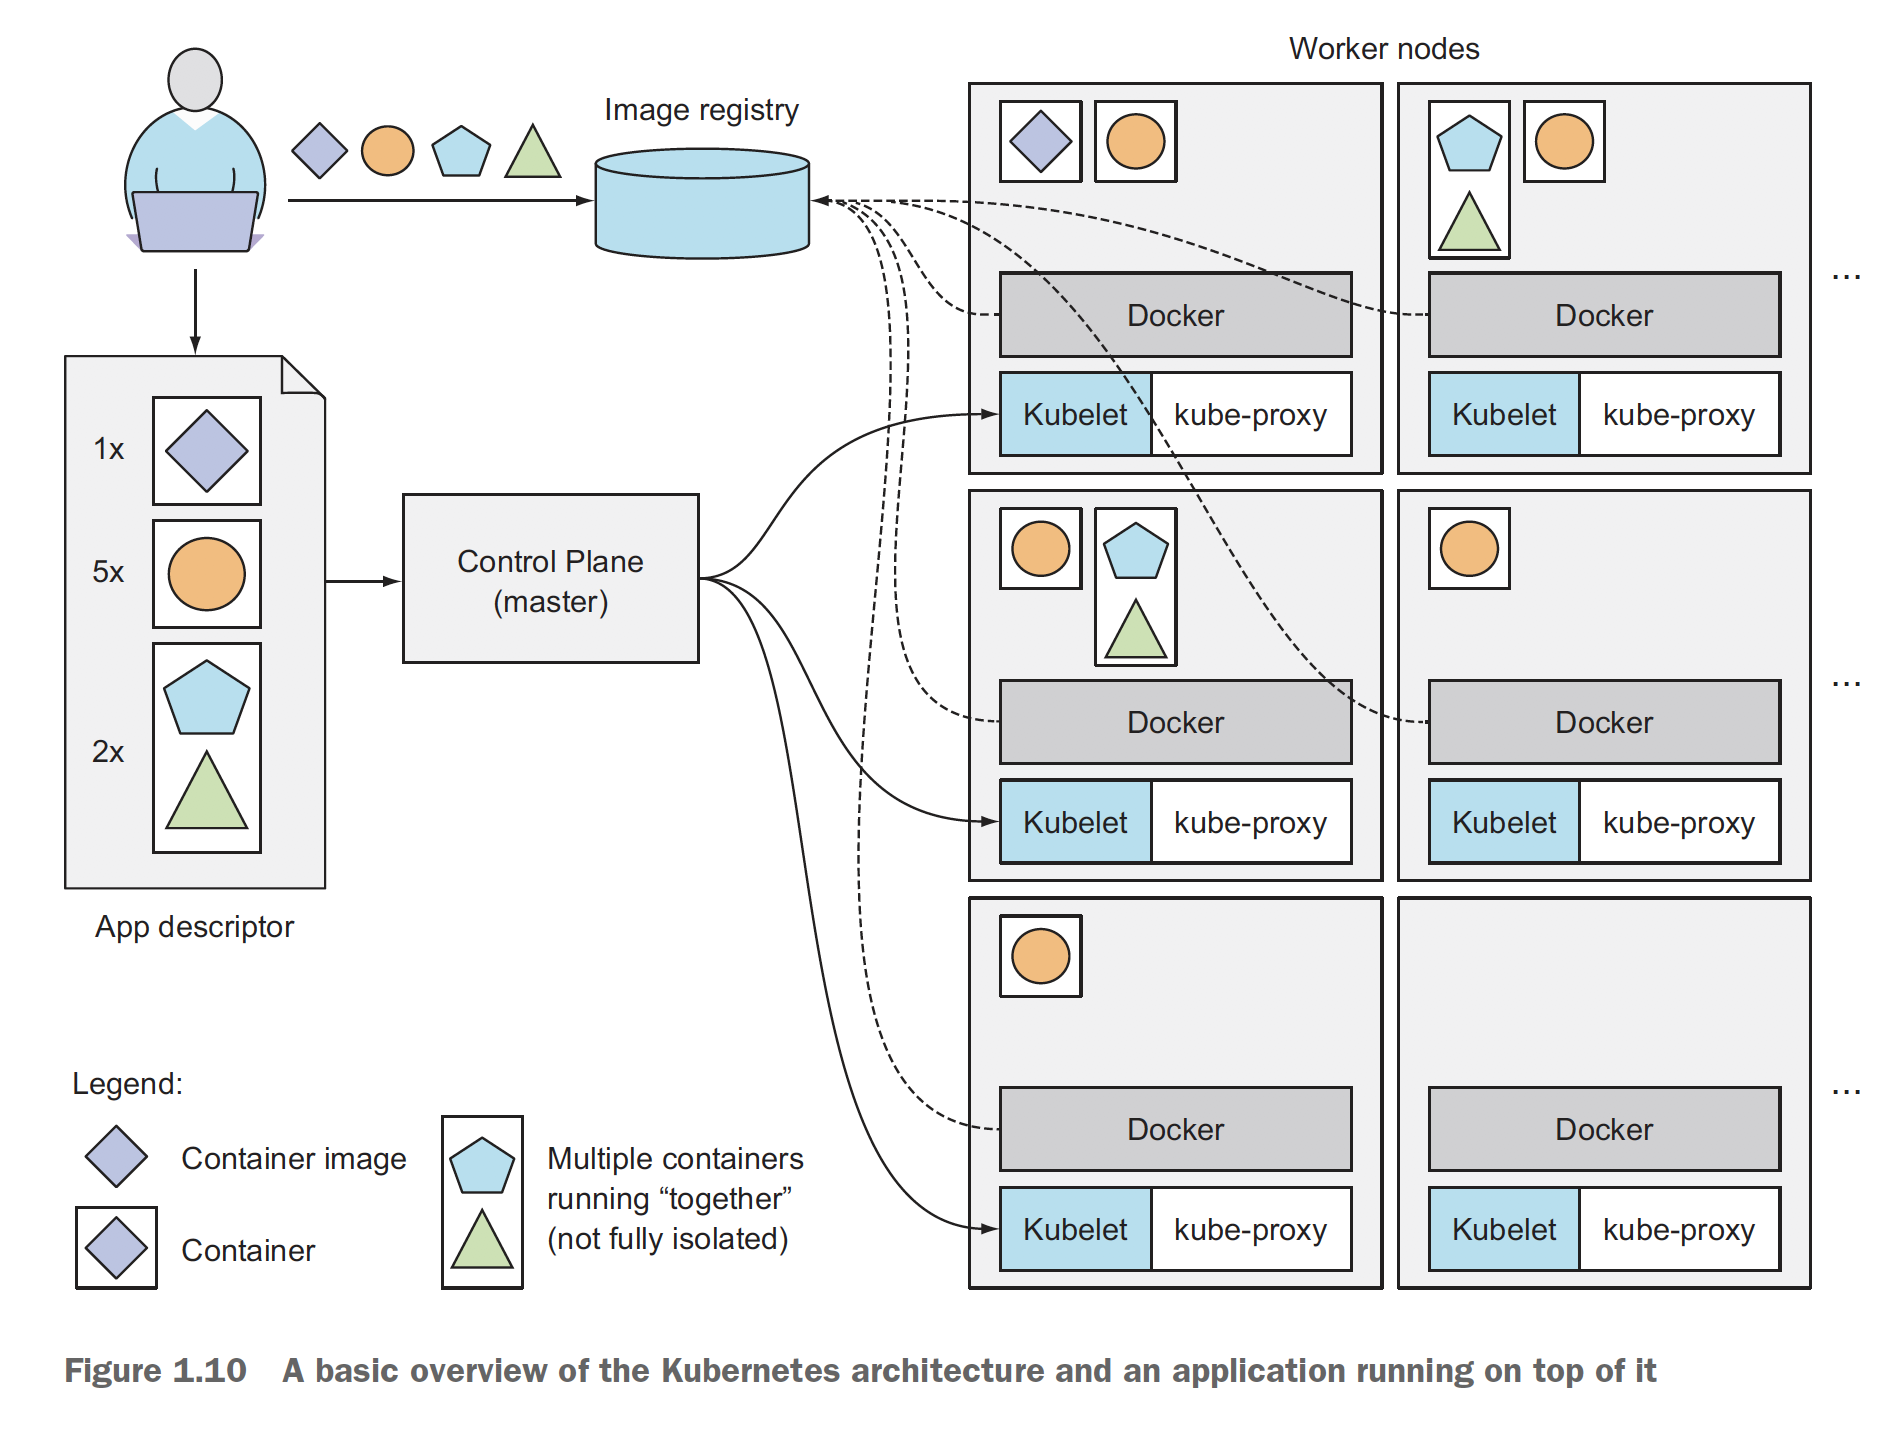 Worker nodes
Image registry
Docker
Kubelet
kube-proxy
Docker
Kubelet
kube-proxy
...
1x
5x
2x
App descriptor
Control Plane
(master)
Docker
Kubelet
kube-proxy
Docker
Kubelet
kube-proxy
...
Docker
Kubelet
kube-proxy
Docker
Kubelet
kube-proxy
...
Legend:
Container image
Container
Multiple containers
running “together”
(not fully isolated)
Figure 1.10 A basic overview of the Kubernetes architecture and an application running on top of it